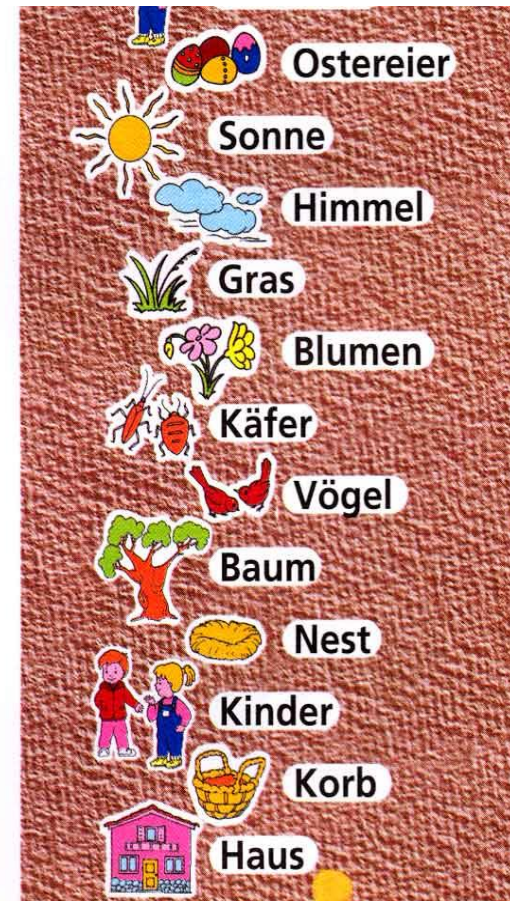 Ostereier
Sonne
Himmel
Gras
Blumen
Käfer
Vögel
Baum
Nest
Kinder
Korb
Haus